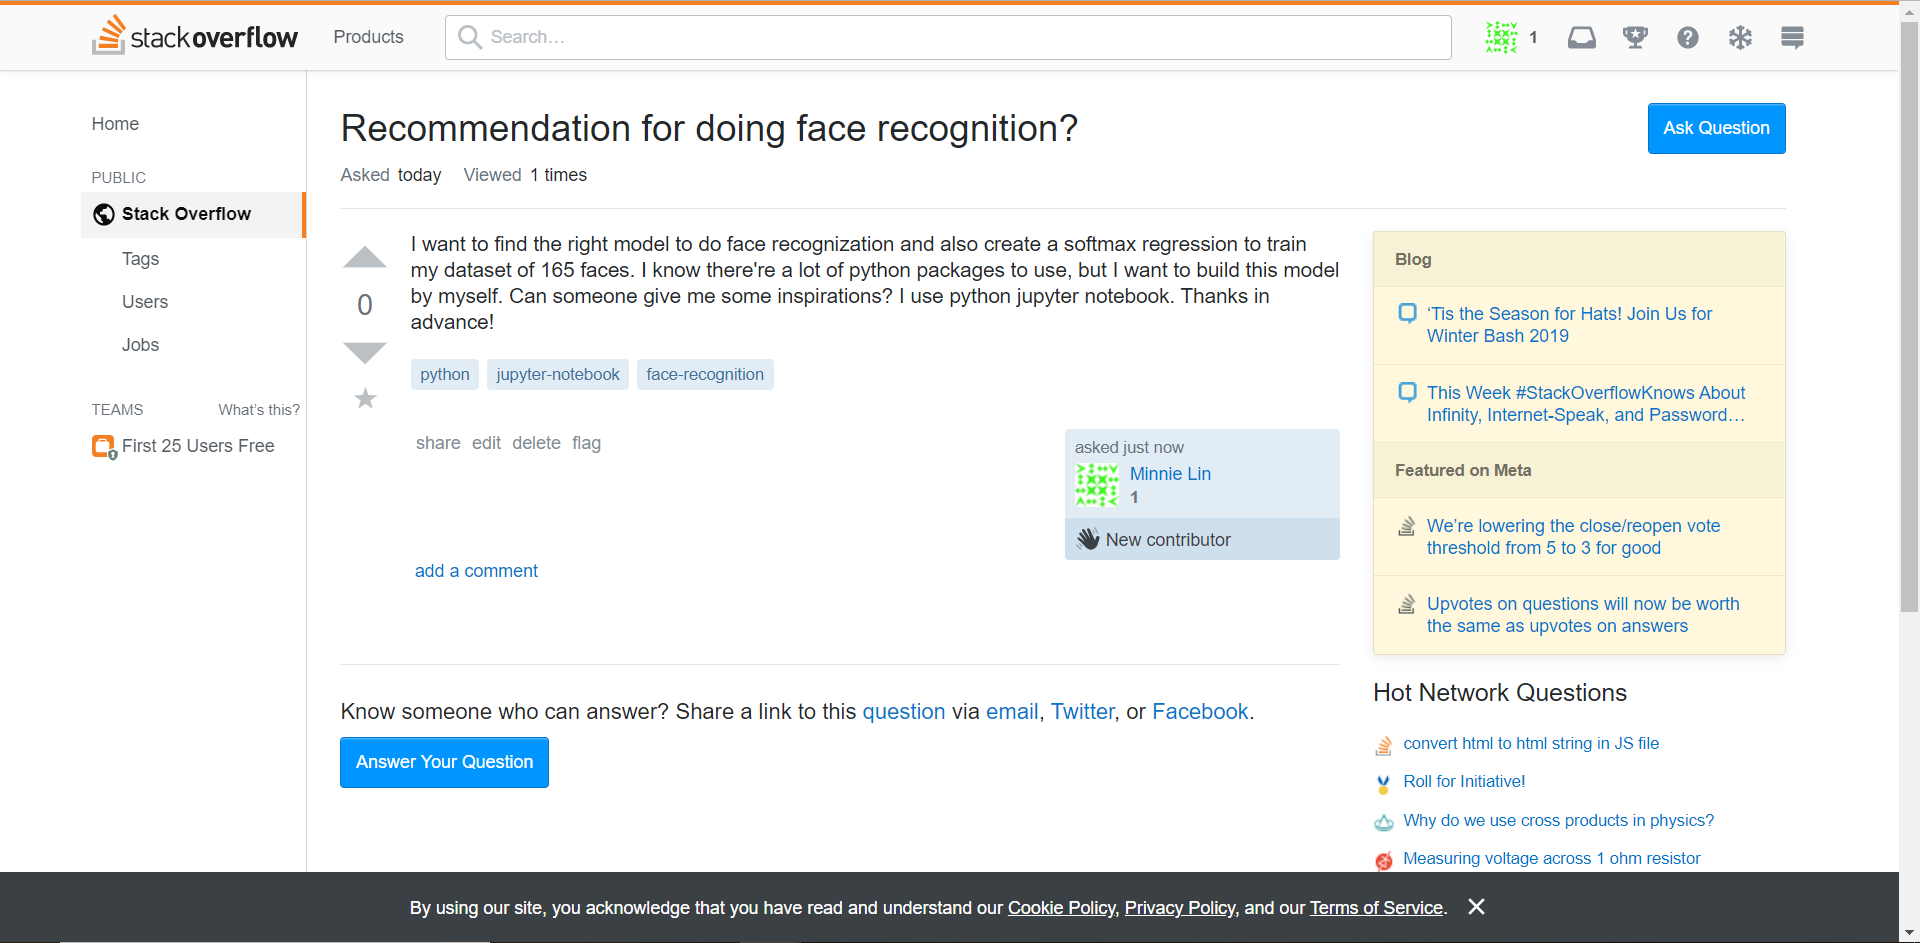 stackoverflow
Products
Search…
1
Home
PUBLIC
Stack Overflow
Tags
Users
Jobs
TEAMS
What's this?
First 25 Users Free
Recommendation for doing face recognition?
Ask Question
Asked today Viewed 1 times
0
I want to find the right model to do face recognization and also create a softmax regression to train
my dataset of 165 faces. I know there're a lot of python packages to use, but I want to build this model
by myself. Can someone give me some inspirations? I use python jupyter notebook. Thanks in
advance!
python jupyter-notebook face-recognition
share edit delete flag
asked just now
Minnie Lin
1
New contributor
add a comment
Know someone who can answer? Share a link to this question via email, Twitter, or Facebook.
Answer Your Question
Blog
‘Tis the Season for Hats! Join Us for
Winter Bash 2019
This Week #StackOverflowKnows About
Infinity, Internet-Speak, and Password…
Featured on Meta
We’re lowering the close/reopen vote
threshold from 5 to 3 for good
Upvotes on questions will now be worth
the same as upvotes on answers
Hot Network Questions
convert html to html string in JS file
Roll for Initiative!
Why do we use cross products in physics?
Measuring voltage across 1 ohm resistor
By using our site, you acknowledge that you have read and understand our Cookie Policy, Privacy Policy, and our Terms of Service.